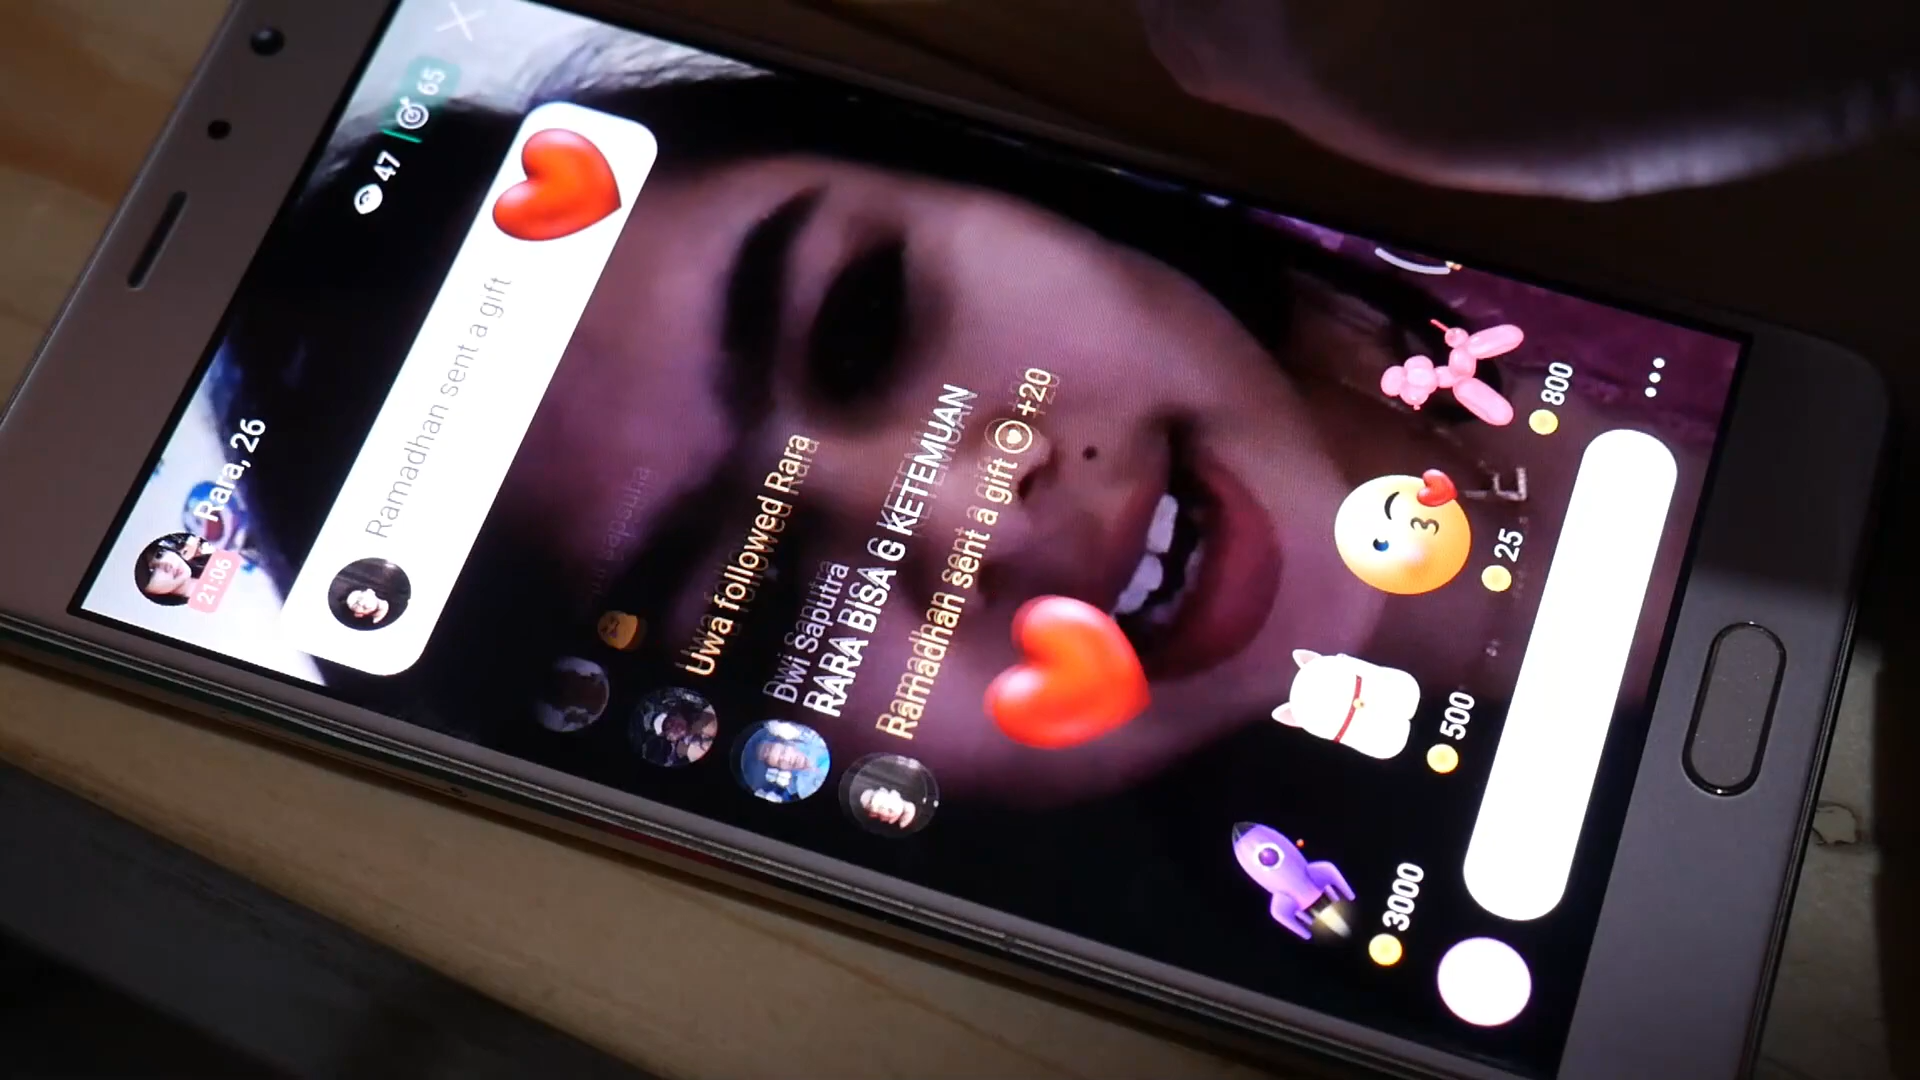 Rara, 26
21:06
47
65
Ramadhan sent a gift
Uwa followed Rara
Dwi Saputra
RARA BISA G KETEMUAN
Ramadhan sent a gift +20
3000
500
25
800